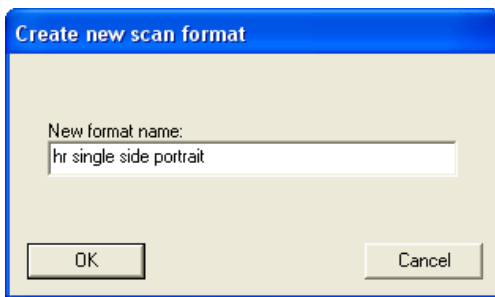 Create new scan format
New format name:
hr single side portrait
OK
Cancel